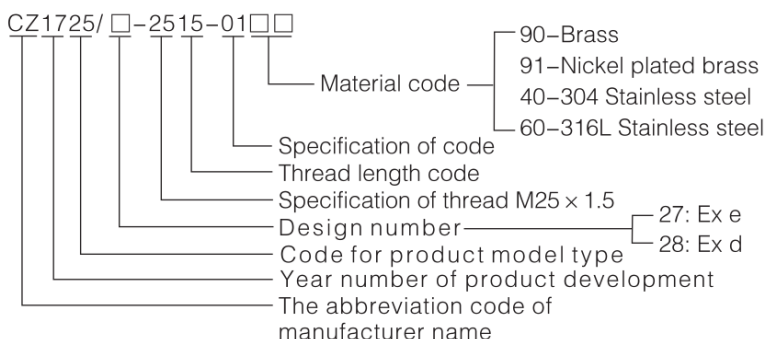 CZ1725/□-2515-01□□
90-Brass
Material code
91-Nickel plated brass
40-304 Stainless steel
60-316L Stainless steel
Specification of code
Thread length code
Specification of thread M25 × 1.5
Design number
27: Ex e
28: Ex d
Code for product model type
Year number of product development
The abbreviation code of
manufacturer name